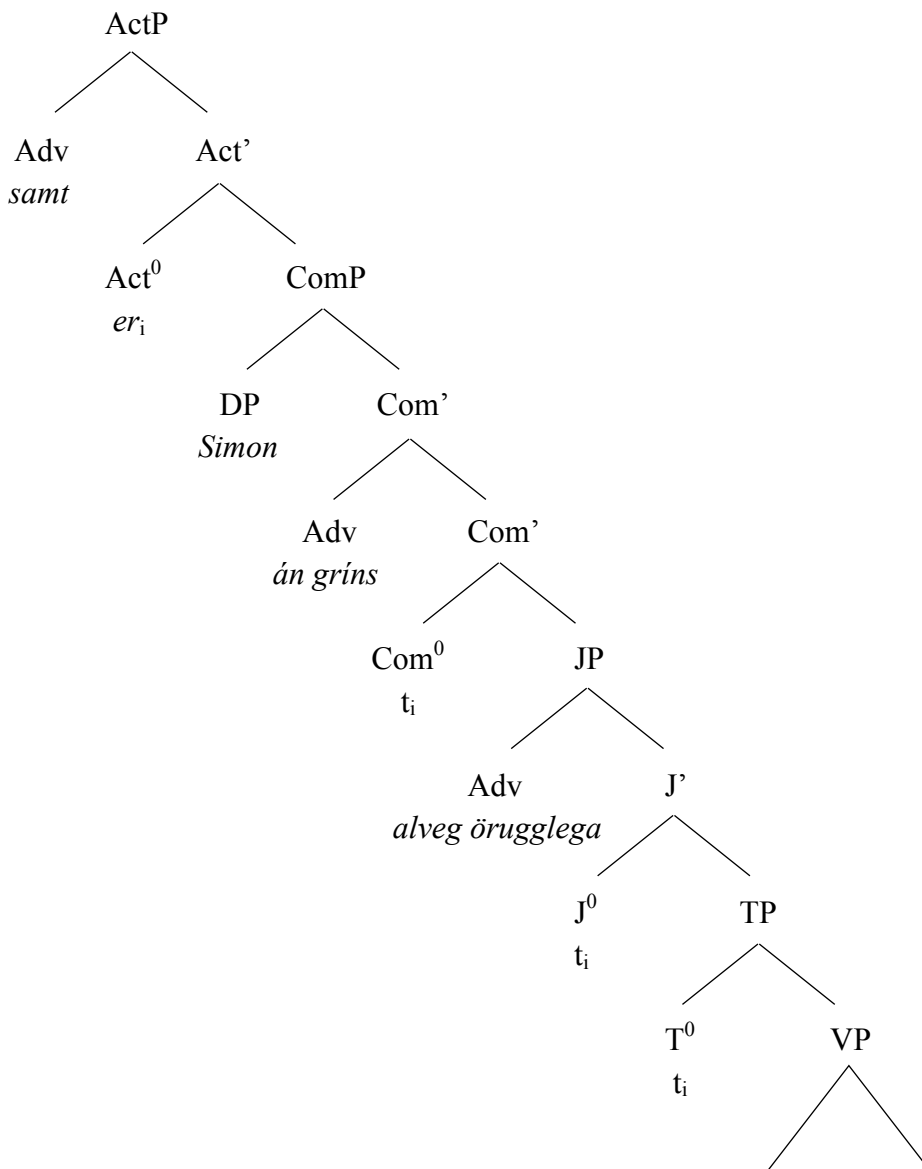 ActP
Adv Act’
samt
Act⁰ ComP
erᵢ
DP Com’
Simon
Adv Com’
án gríns
Com⁰ JP
tᵢ
Adv J’
alveg örugglega
J⁰ TP
tᵢ
T⁰ VP
tᵢ